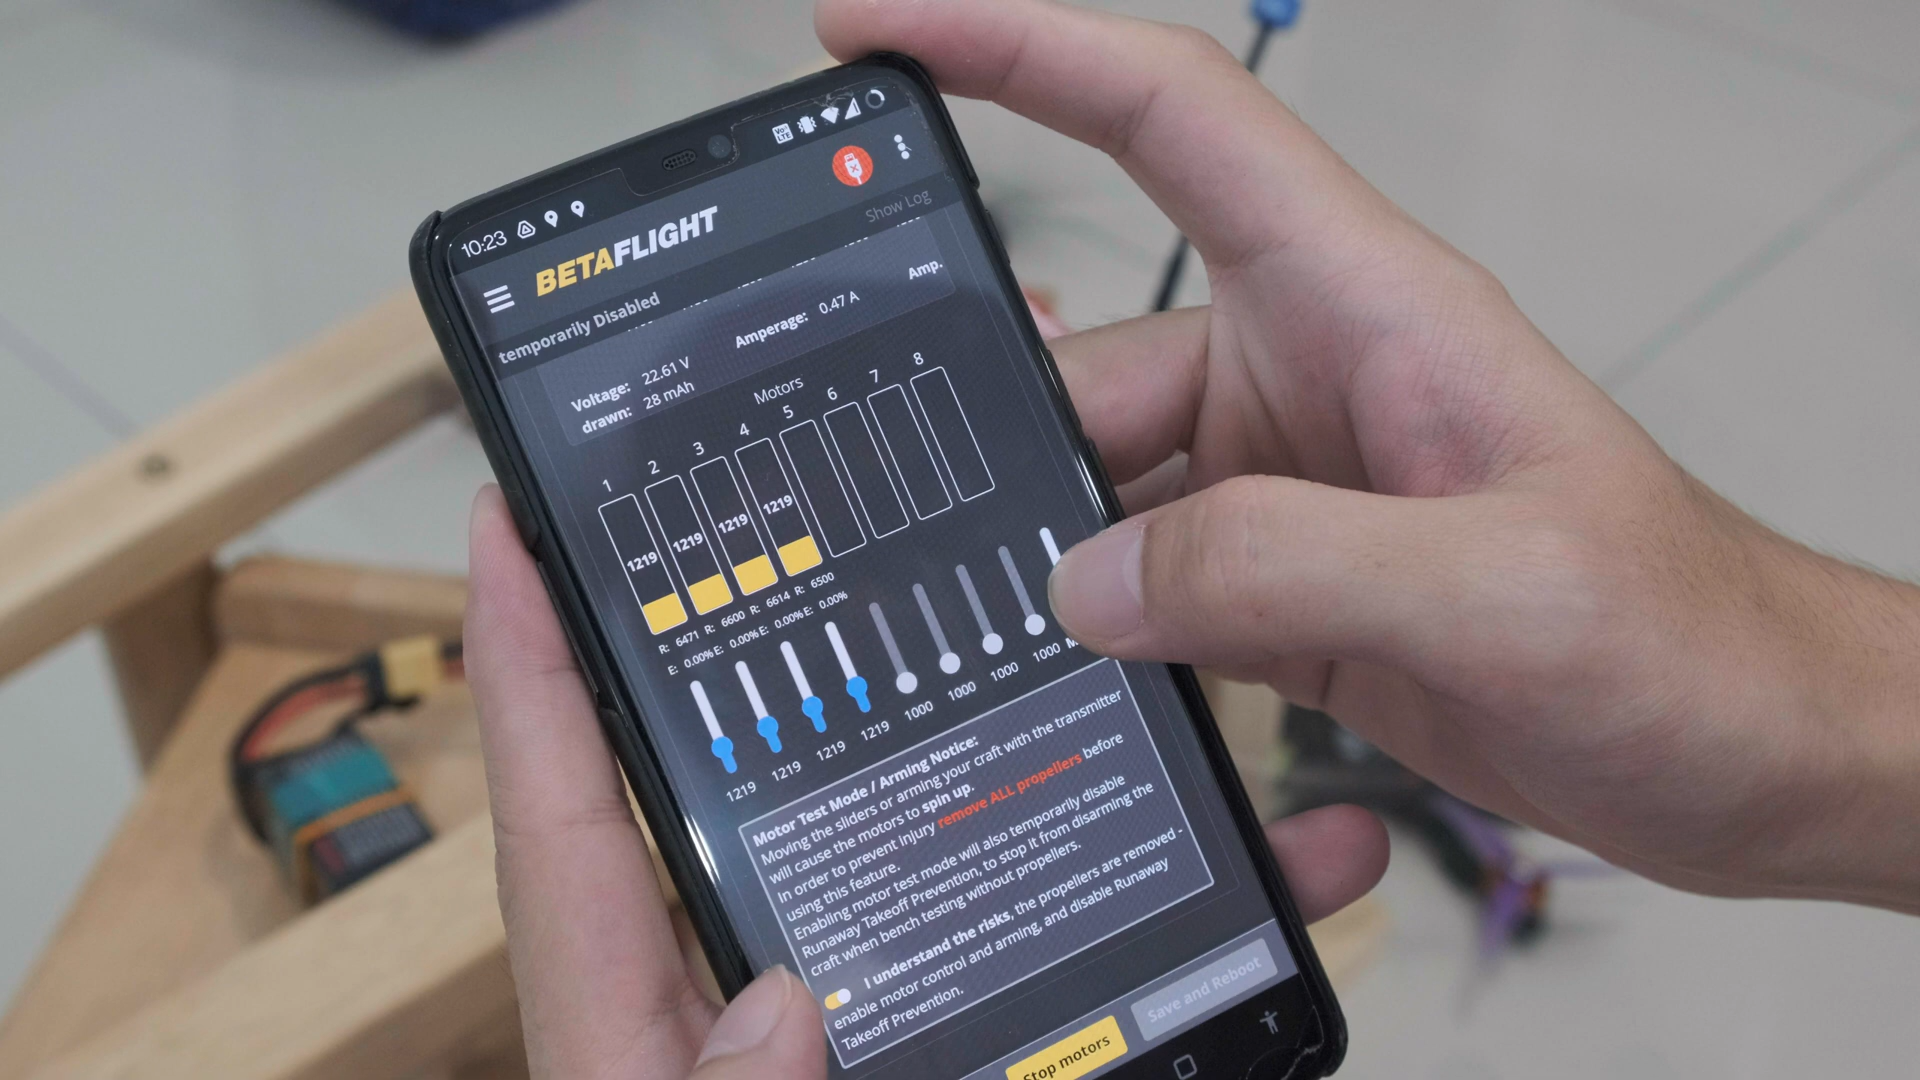 10:23
Vo LTE
BETAFLIGHT
Show Log
temporarily Disabled
Voltage: 22.61 V Amperage: 0.47 A Amp.
drawn: 28 mAh
Motors
1 2 3 4 5 6 7 8
1219 1219 1219 1219
R: 6471 R: 6600 R: 6614 R: 6500
E: 0.00% E: 0.00% E: 0.00% E: 0.00%
1219 1219 1219 1219 1000 1000 1000 1000
Motor Test Mode / Arming Notice:
Moving the sliders or arming your craft with the transmitter
will cause the motors to spin up.
In order to prevent injury remove ALL propellers before
using this feature.
Enabling motor test mode will also temporarily disable
Runaway Takeoff Prevention, to stop it from disarming the
craft when bench testing without propellers.
I understand the risks, the propellers are removed -
enable motor control and arming, and disable Runaway
Takeoff Prevention.
Stop motors Save and Reboot